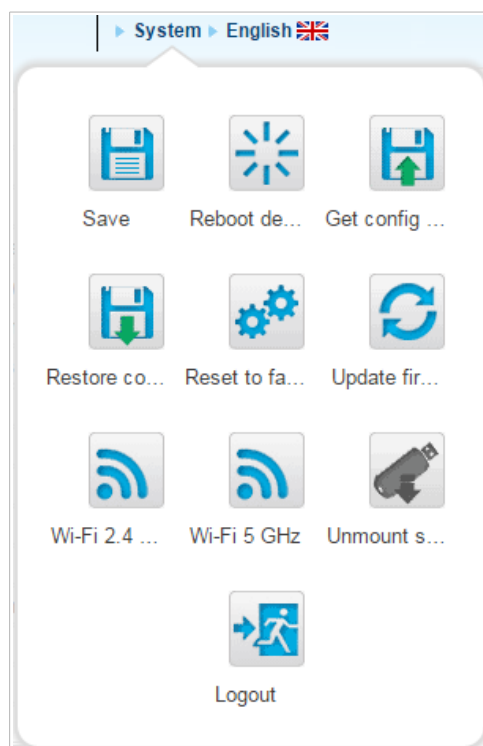 System English
Save Reboot de... Get config ...
Restore co... Reset to fa... Update fir...
Wi-Fi 2.4 ... Wi-Fi 5 GHz Unmount s...
Logout